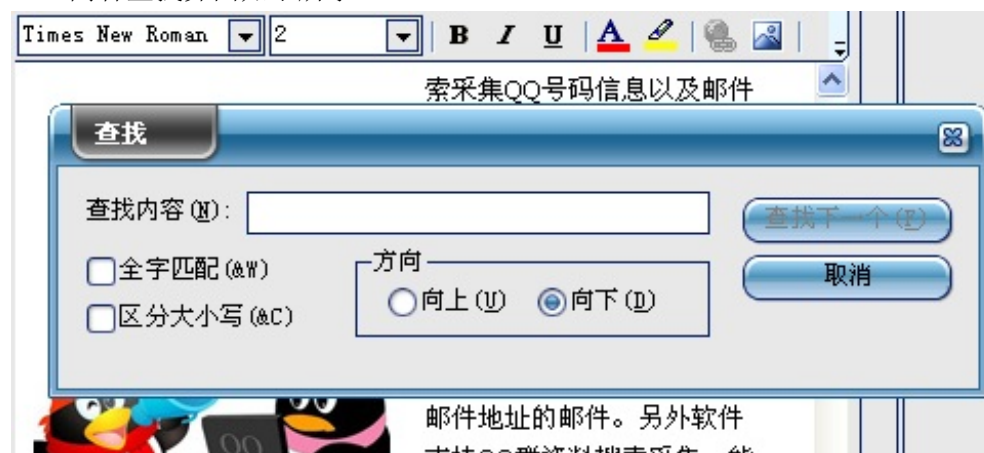 Times New Roman 2 B I U A
索采集QQ号码信息以及邮件
查找
查找内容(N):
查找下一个(F)
全字匹配(&W)
方向
取消
向上(U) 向下(D)
区分大小写(&C)
邮件地址的邮件。另外软件